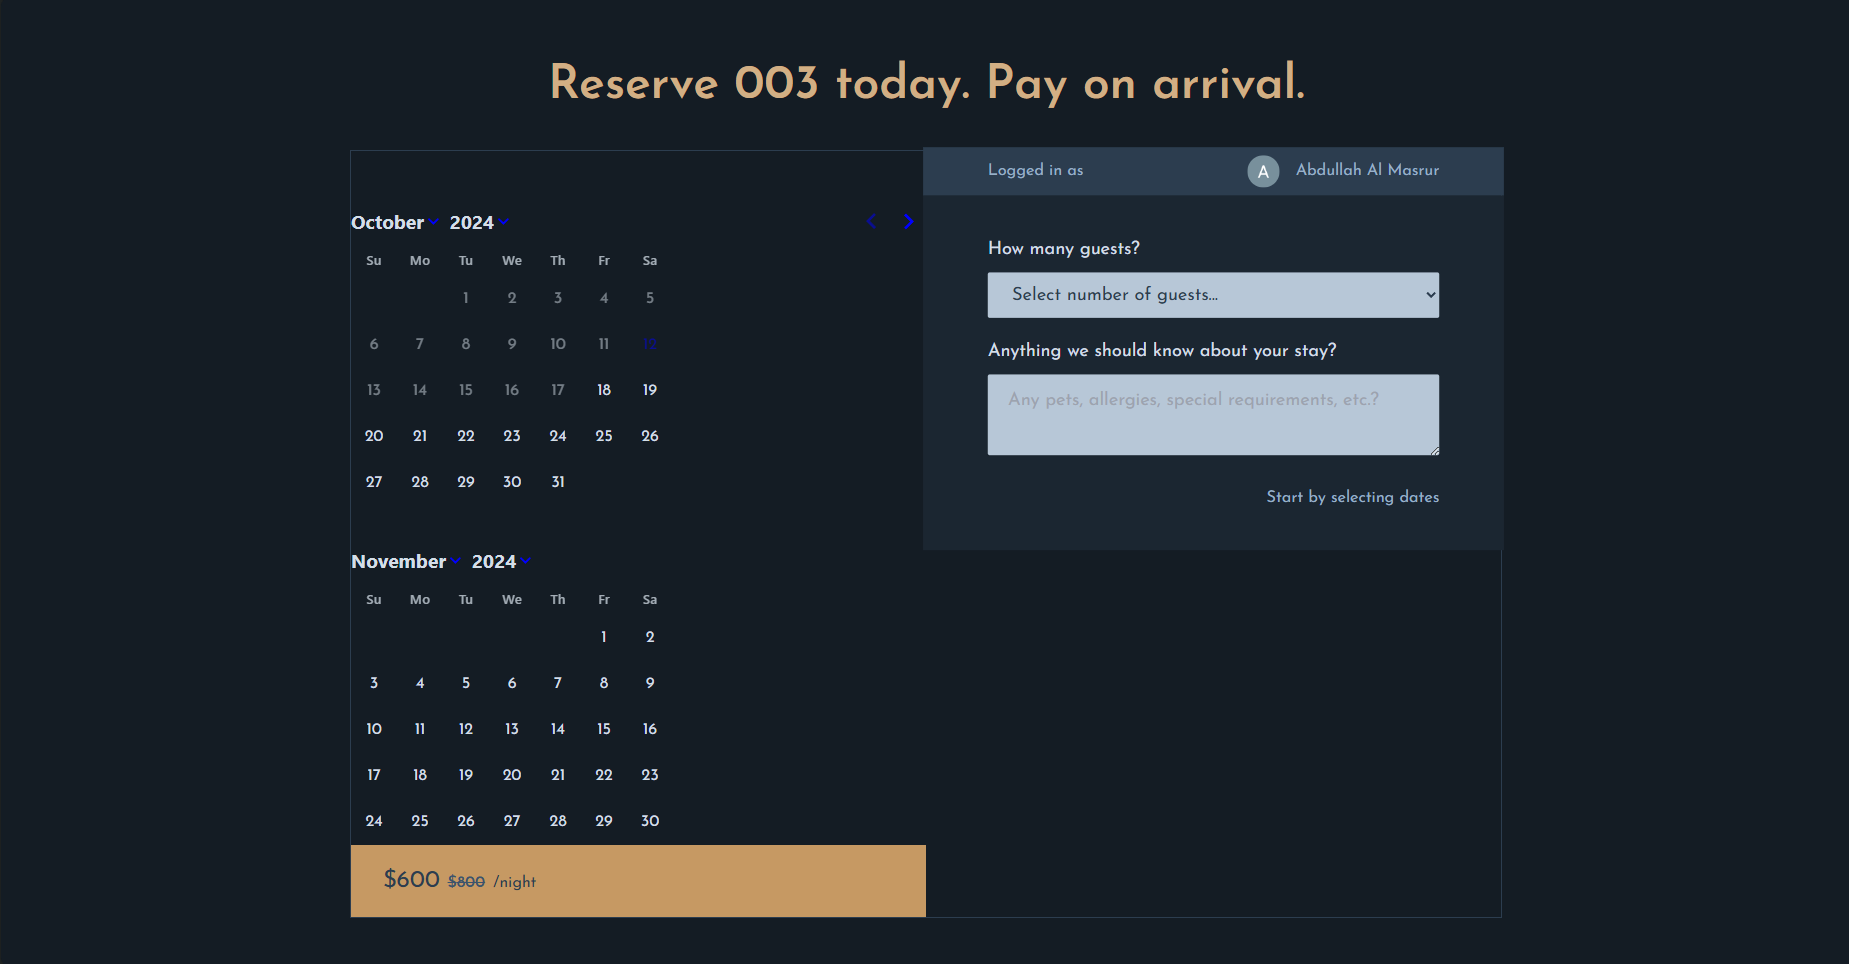 Reserve 003 today. Pay on arrival.
October 2024
Su Mo Tu We Th Fr Sa
1 2 3 4 5
6 7 8 9 10 11 12
13 14 15 16 17 18 19
20 21 22 23 24 25 26
27 28 29 30 31
November 2024
Su Mo Tu We Th Fr Sa
1 2
3 4 5 6 7 8 9
10 11 12 13 14 15 16
17 18 19 20 21 22 23
24 25 26 27 28 29 30
$600 $800 /night
Logged in as A Abdullah Al Masrur
How many guests?
Select number of guests...
Anything we should know about your stay?
Any pets, allergies, special requirements, etc.?
Start by selecting dates